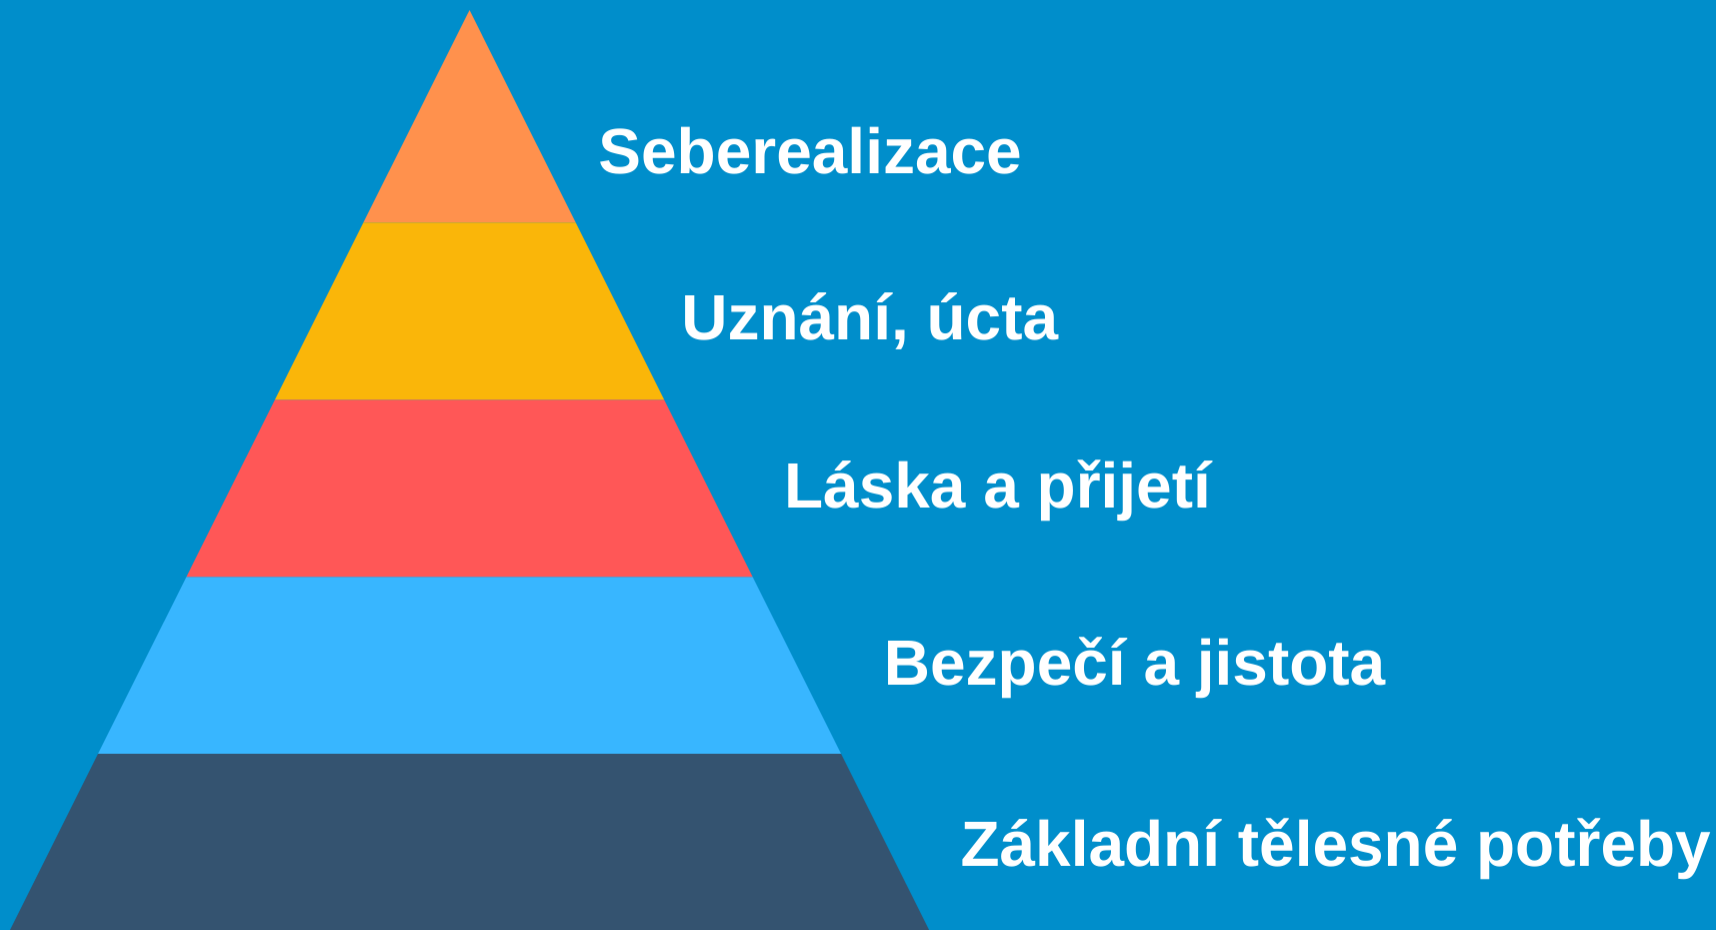 Seberealizace
Uznání, úcta
Láska a přijetí
Bezpečí a jistota
Základní tělesné potřeby